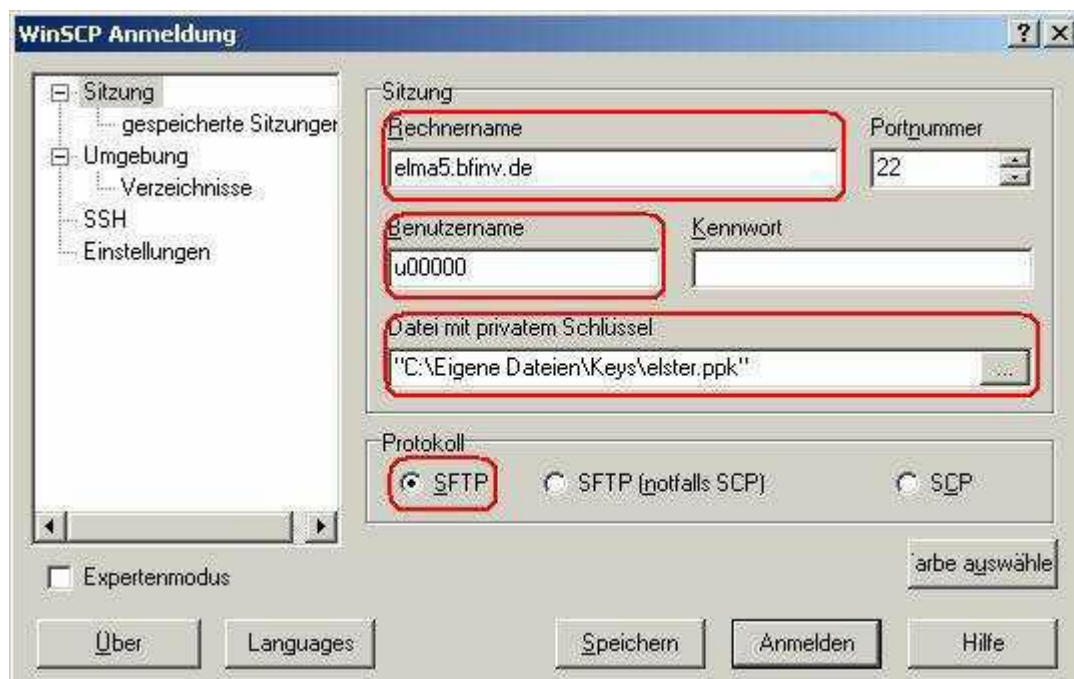 WinSCP Anmeldung
Sitzung
gespeicherte Sitzunger
Umgebung
Verzeichnisse
SSH
Einstellungen
Expertenmodus
Sitzung
Rechnername
Portnummer
elma5.bfinv.de
22
Benutzername
Kennwort
u00000
Datei mit privatem Schlüssel
"C:\Eigene Dateien\Keys\elster.ppk"
...
Protokoll
SFTP
SFTP (notfalls SCP)
SCP
arbe auswähle
Über
Languages
Speichern
Anmelden
Hilfe